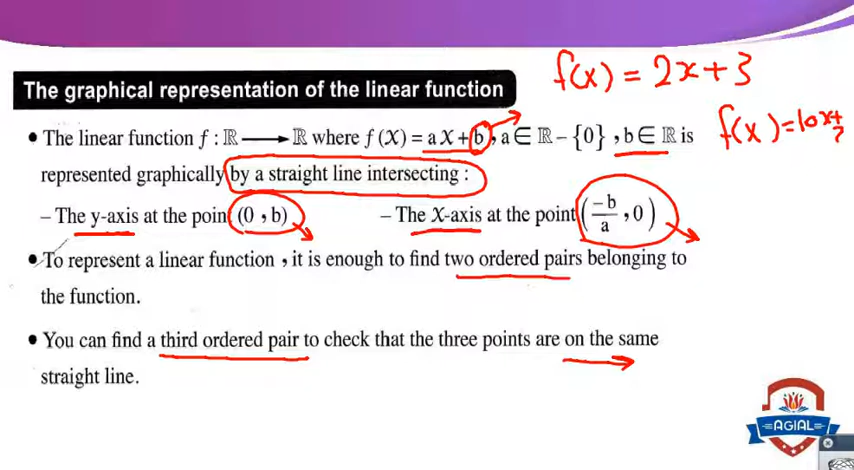 f(x) = 2x+3
The graphical representation of the linear function
• The linear function f : ℝ ⟶ ℝ where f (X) = a X + b , a ∈ ℝ – {0} , b ∈ ℝ is
f(x) =10x+
represented graphically by a straight line intersecting :
– The y-axis at the poin (0 , b) – The X-axis at the point (–b/a , 0)
• To represent a linear function , it is enough to find two ordered pairs belonging to
the function.
• You can find a third ordered pair to check that the three points are on the same
straight line.
AGIAL